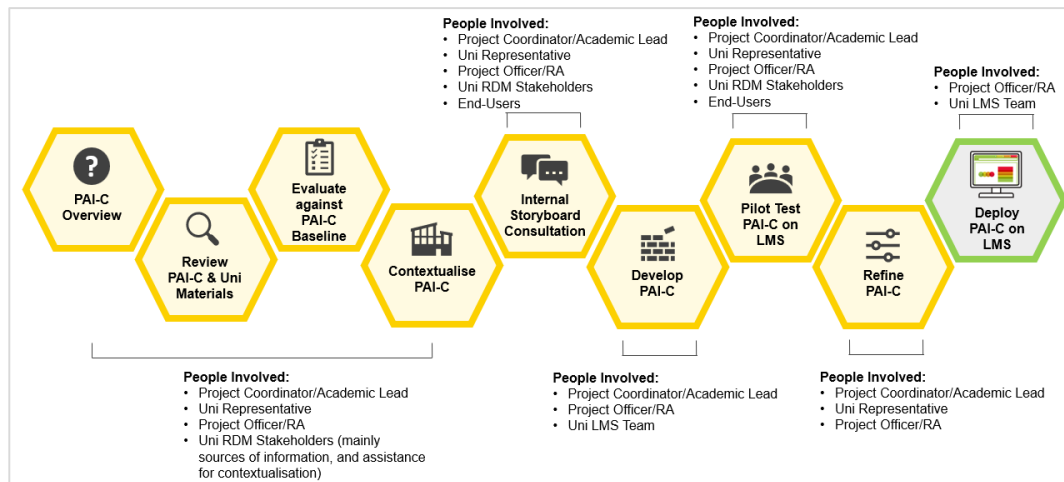 People Involved:
• Project Coordinator/Academic Lead
• Uni Representative
• Project Officer/RA
• Uni RDM Stakeholders
• End-Users
People Involved:
• Project Coordinator/Academic Lead
• Uni Representative
• Project Officer/RA
• Uni RDM Stakeholders
• End-Users
People Involved:
• Project Officer/RA
• Uni LMS Team
?
PAI-C
Overview
Review
PAI-C & Uni
Materials
Evaluate
against
PAI-C
Baseline
Contextualise
PAI-C
Internal
Storyboard
Consultation
Develop
PAI-C
Pilot Test
PAI-C on
LMS
Refine
PAI-C
Deploy
PAI-C on
LMS
People Involved:
• Project Coordinator/Academic Lead
• Uni Representative
• Project Officer/RA
• Uni RDM Stakeholders (mainly
sources of information, and assistance
for contextualisation)
People Involved:
• Project Coordinator/Academic Lead
• Project Officer/RA
• Uni LMS Team
People Involved:
• Project Coordinator/Academic Lead
• Uni Representative
• Project Officer/RA